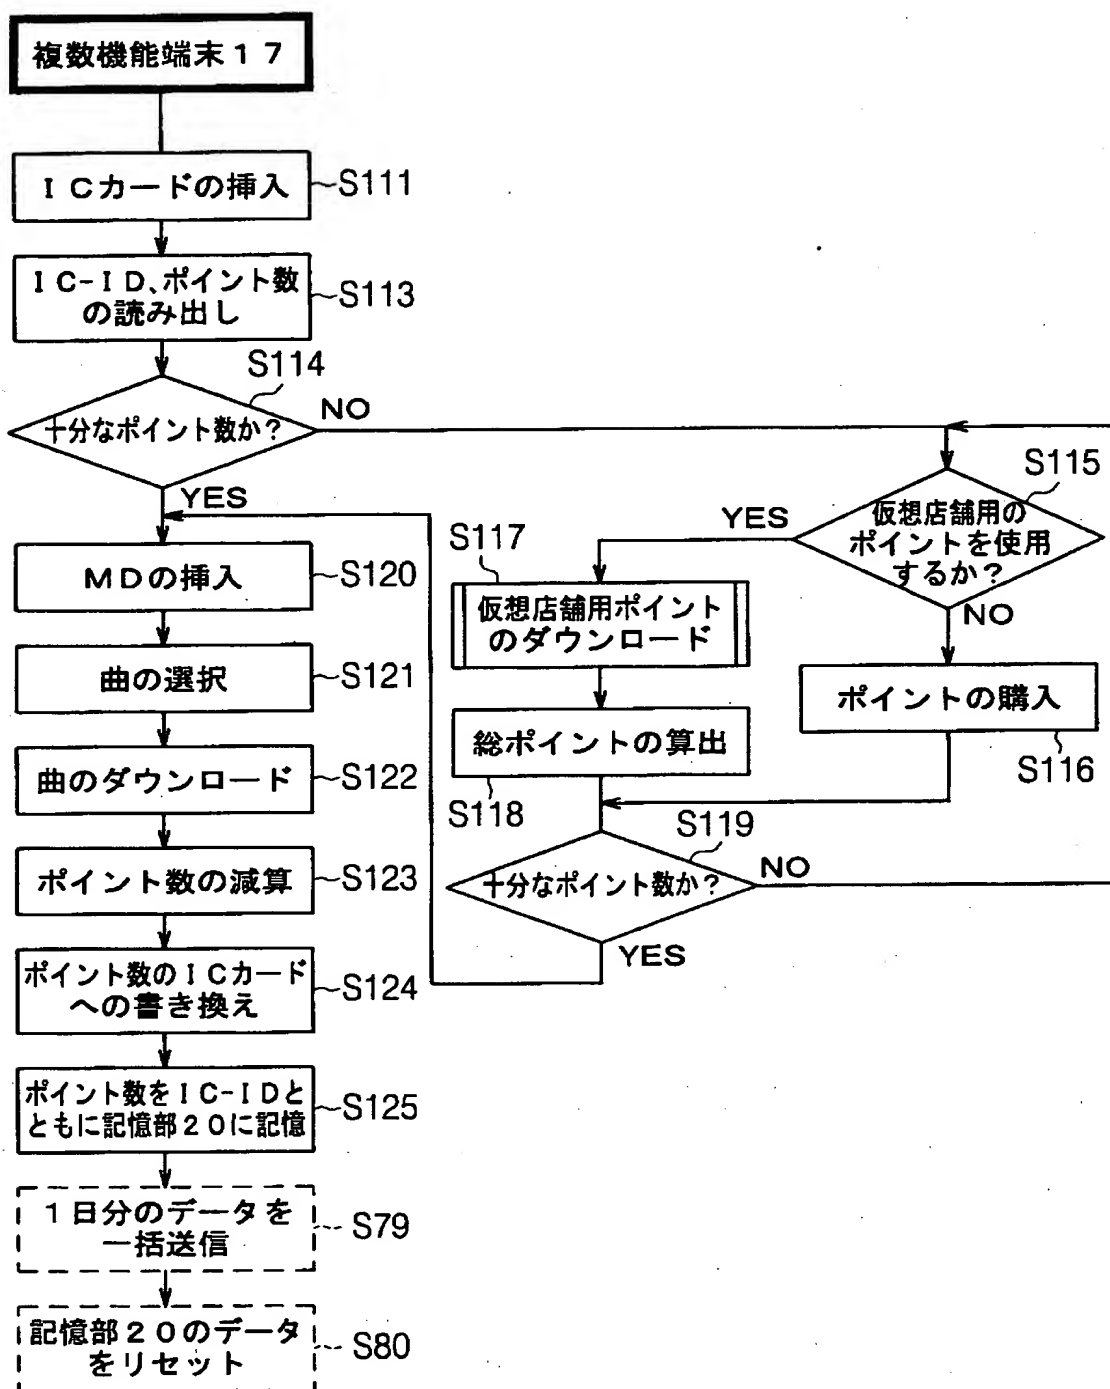 複数機能端末17
ICカードの挿入
S111
IC-ID、ポイント数
の読み出し
S113
S114
十分なポイント数か?
NO
YES
MDの挿入
S120
曲の選択
S121
曲のダウンロード
S122
ポイント数の減算
S123
ポイント数のICカード
への書き換え
S124
ポイント数をIC-IDと
ともに記憶部20に記憶
S125
1日分のデータを
一括送信
S79
記憶部20のデータ
をリセット
S80
S115
仮想店舗用の
ポイントを使用
するか?
YES
NO
S117
仮想店舗用ポイント
のダウンロード
ポイントの購入
S116
総ポイントの算出
S118
S119
十分なポイント数か?
NO
YES